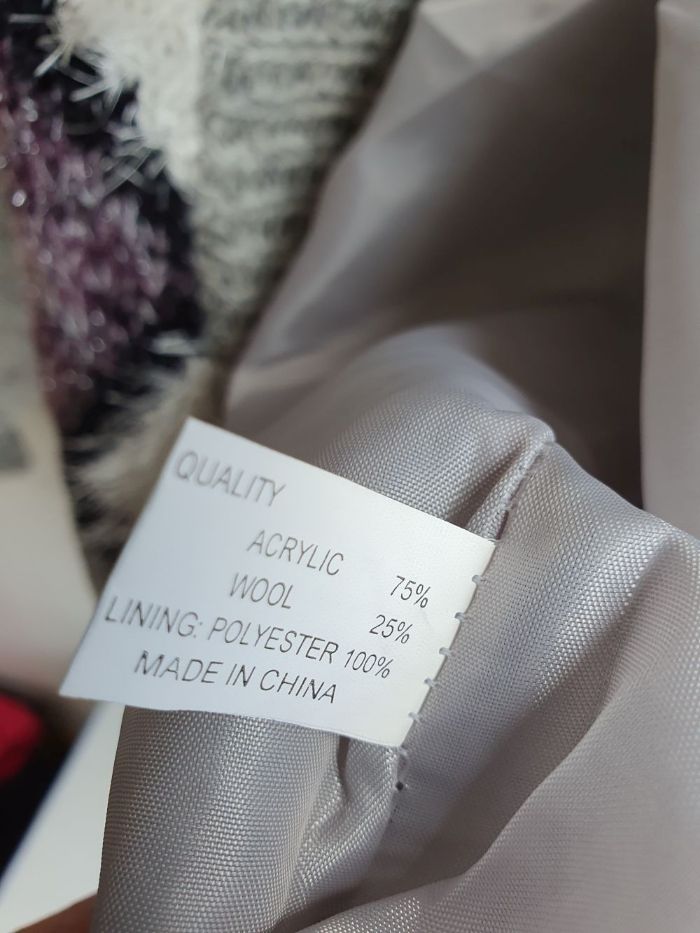 QUALITY
ACRYLIC 75%
WOOL 25%
LINING: POLYESTER 100%
MADE IN CHINA